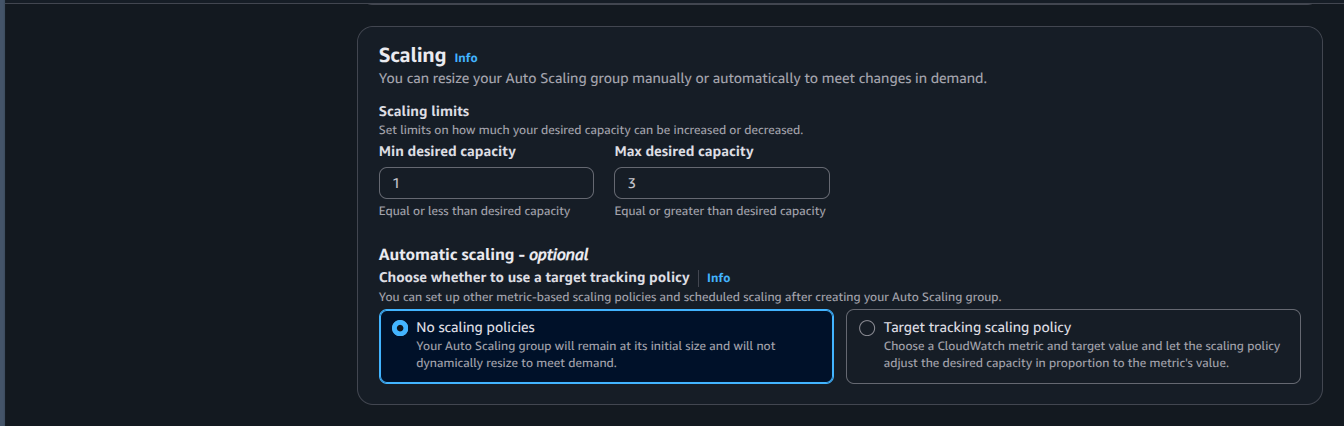 Scaling Info
You can resize your Auto Scaling group manually or automatically to meet changes in demand.
Scaling limits
Set limits on how much your desired capacity can be increased or decreased.
Min desired capacity
Max desired capacity
1
3
Equal or less than desired capacity
Equal or greater than desired capacity
Automatic scaling - optional
Choose whether to use a target tracking policy Info
You can set up other metric-based scaling policies and scheduled scaling after creating your Auto Scaling group.
No scaling policies
Your Auto Scaling group will remain at its initial size and will not
dynamically resize to meet demand.
Target tracking scaling policy
Choose a CloudWatch metric and target value and let the scaling policy
adjust the desired capacity in proportion to the metric's value.